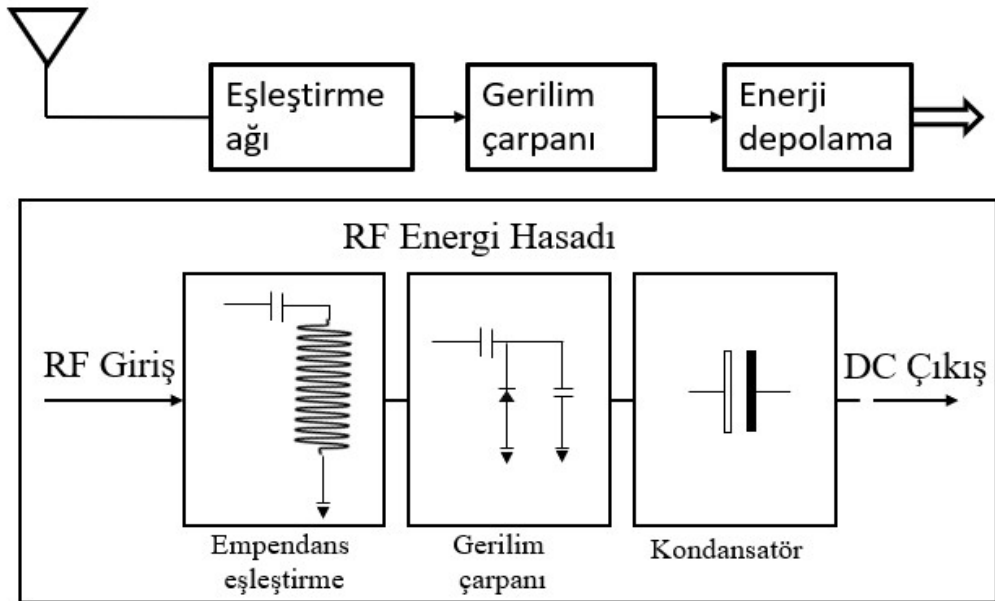 Eşleştirme
ağı
Gerilim
çarpanı
Enerji
depolama
RF Energi Hasadı
RF Giriş
DC Çıkış
Empendans
eşleştirme
Gerilim
çarpanı
Kondansatör